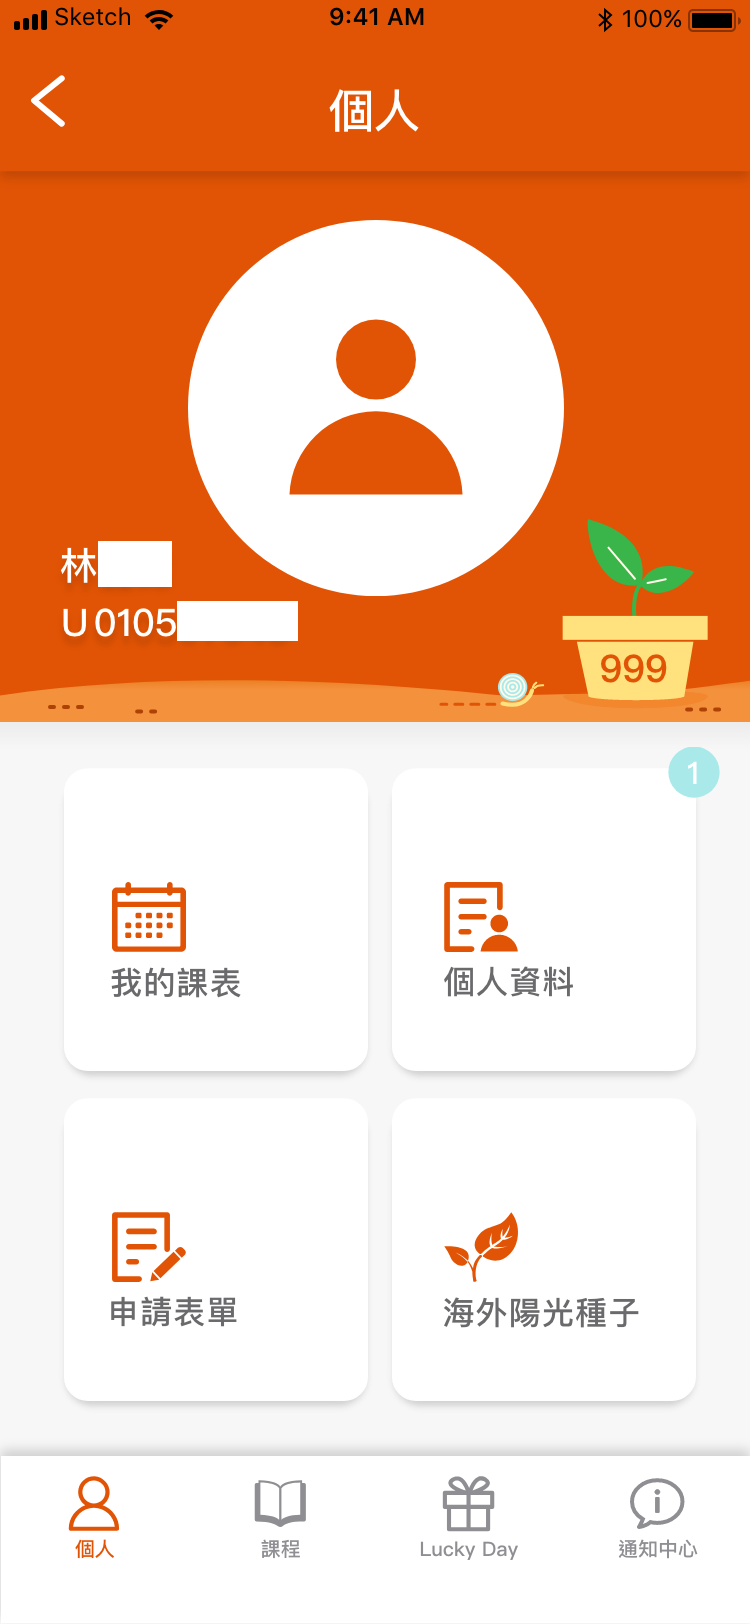 Sketch 9:41 AM 100%
個人
林
U 0105
999
1
我的課表 個人資料
申請表單 海外陽光種子
個人 課程 Lucky Day 通知中心